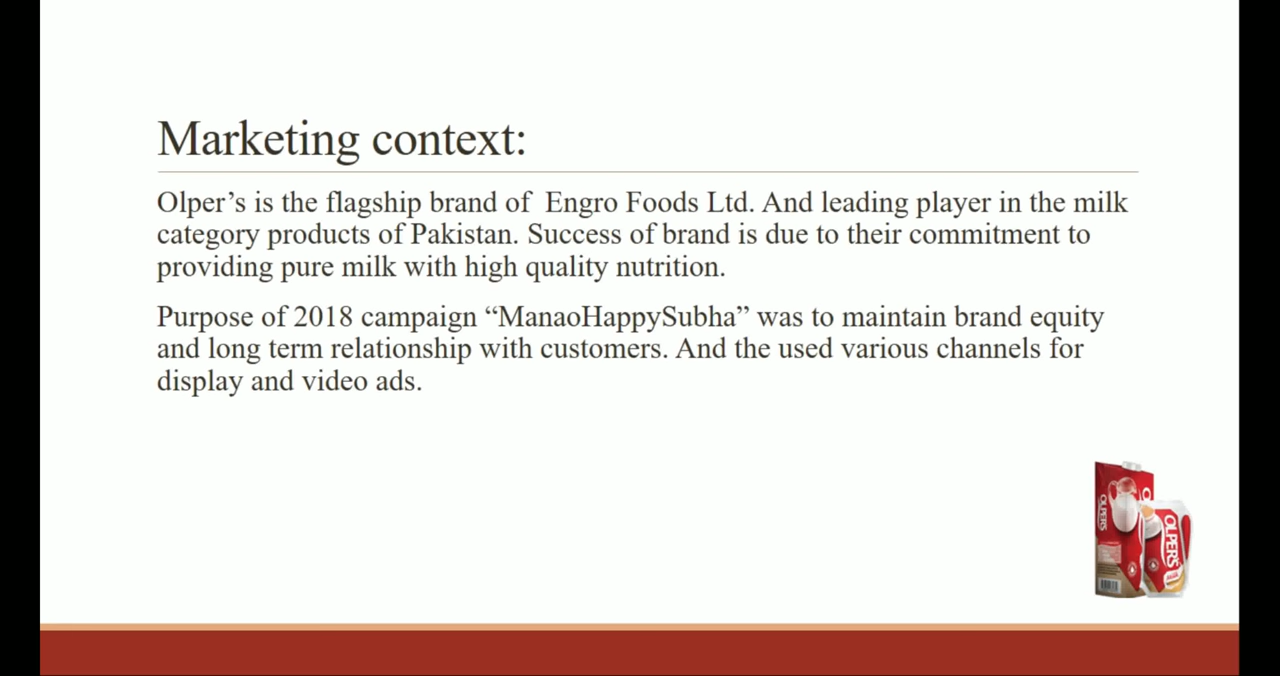 Marketing context:
Olper’s is the flagship brand of  Engro Foods Ltd. And leading player in the milk
category products of Pakistan. Success of brand is due to their commitment to
providing pure milk with high quality nutrition.
Purpose of 2018 campaign “ManaoHappySubha” was to maintain brand equity
and long term relationship with customers. And the used various channels for
display and video ads.
OLPERS
OLPERS